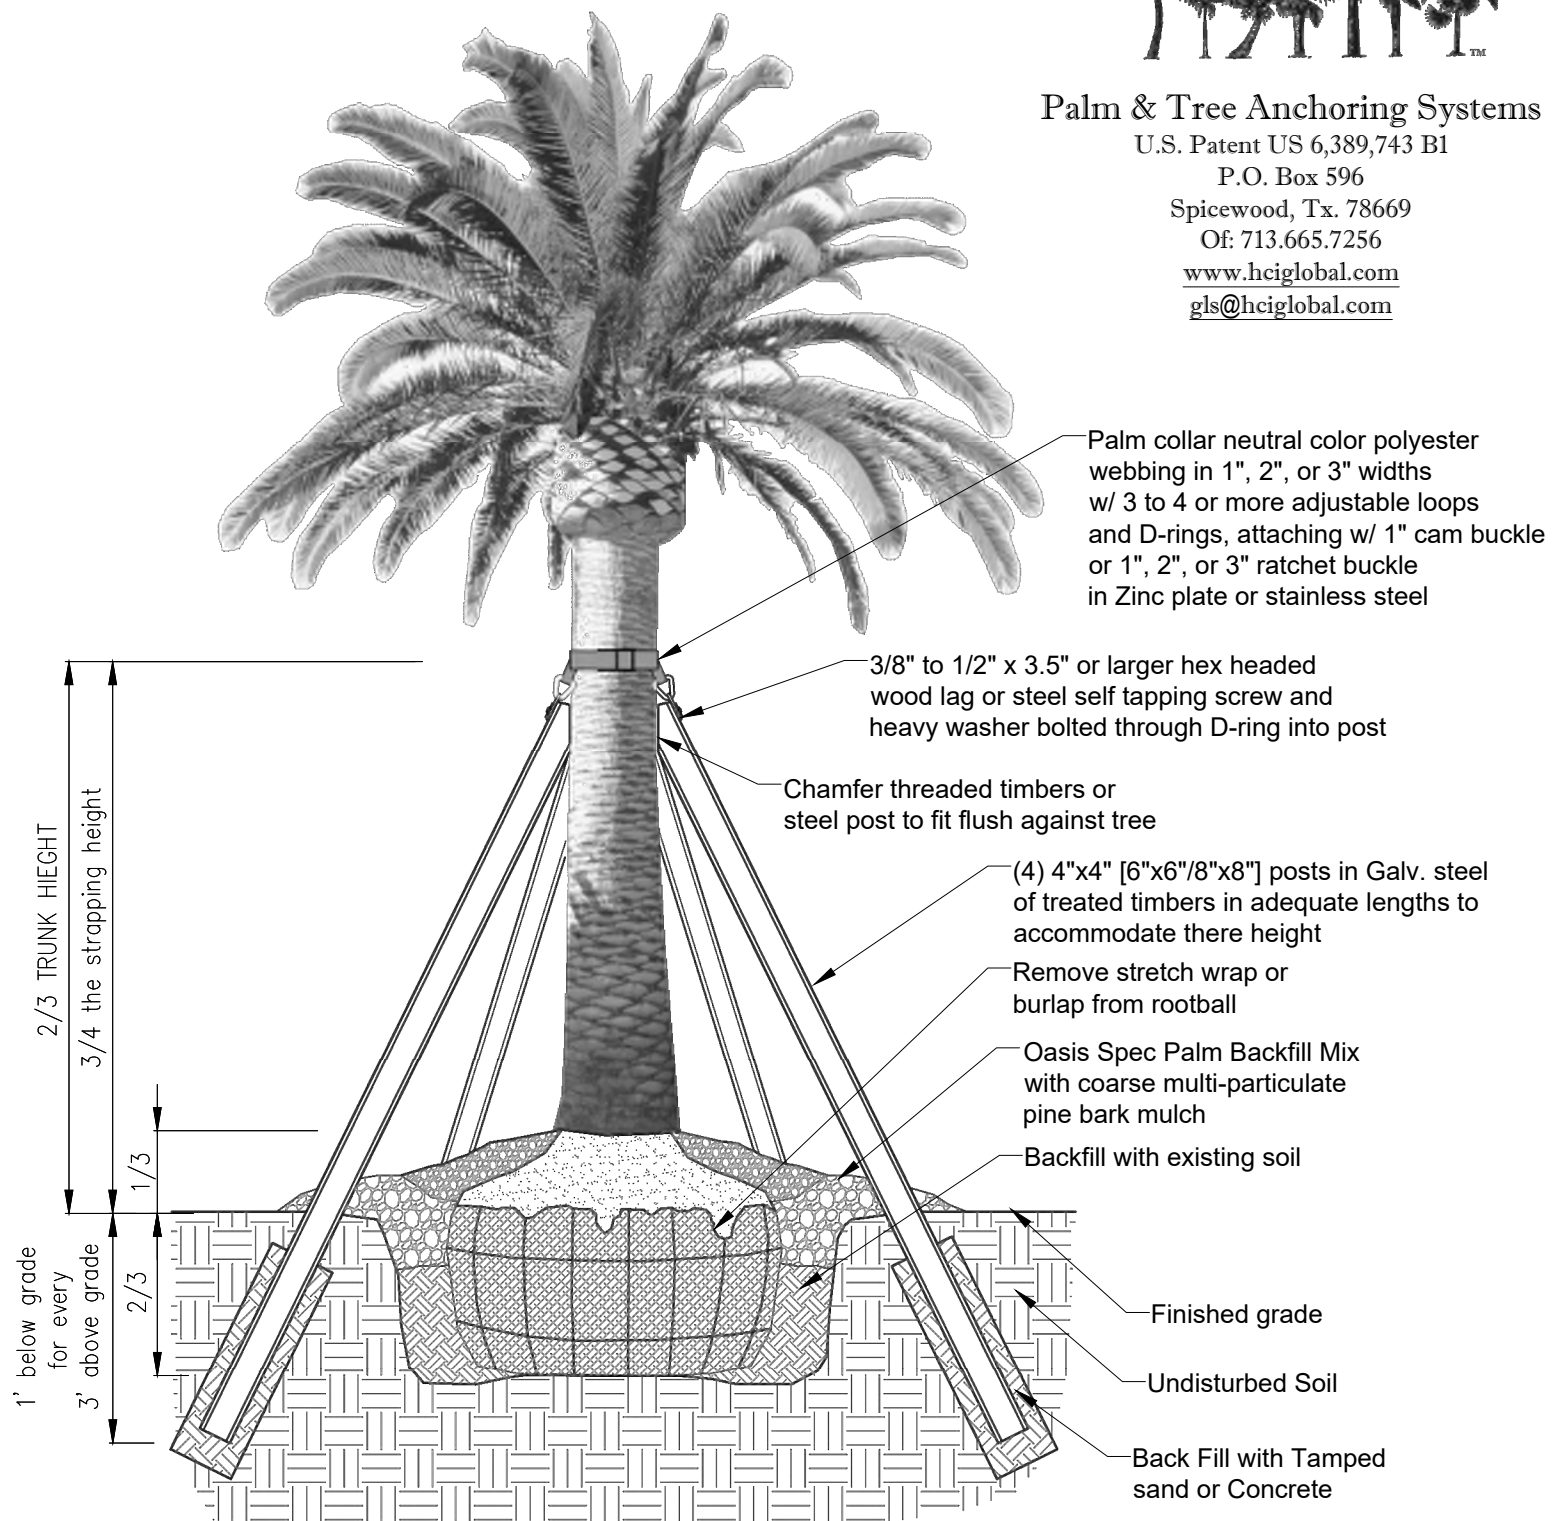 TM
Palm & Tree Anchoring Systems
U.S. Patent US 6,389,743 B1
P.O. Box 596
Spicewood, Tx. 78669
Of: 713.665.7256
www.hciglobal.com
gls@hciglobal.com
Palm collar neutral color polyester
webbing in 1", 2", or 3" widths
w/ 3 to 4 or more adjustable loops
and D-rings, attaching w/ 1" cam buckle
or 1", 2", or 3" ratchet buckle
in Zinc plate or stainless steel
3/8" to 1/2" x 3.5" or larger hex headed
wood lag or steel self tapping screw and
heavy washer bolted through D-ring into post
Chamfer threaded timbers or
steel post to fit flush against tree
(4) 4"x4" [6"x6"/8"x8"] posts in Galv. steel
of treated timbers in adequate lengths to
accommodate there height
Remove stretch wrap or
burlap from rootball
Oasis Spec Palm Backfill Mix
with coarse multi-particulate
pine bark mulch
Backfill with existing soil
Finished grade
Undisturbed Soil
Back Fill with Tamped
sand or Concrete
2/3 TRUNK HIEGHT
3/4 the strapping height
1/3
2/3
1' below grade
for every
3' above grade